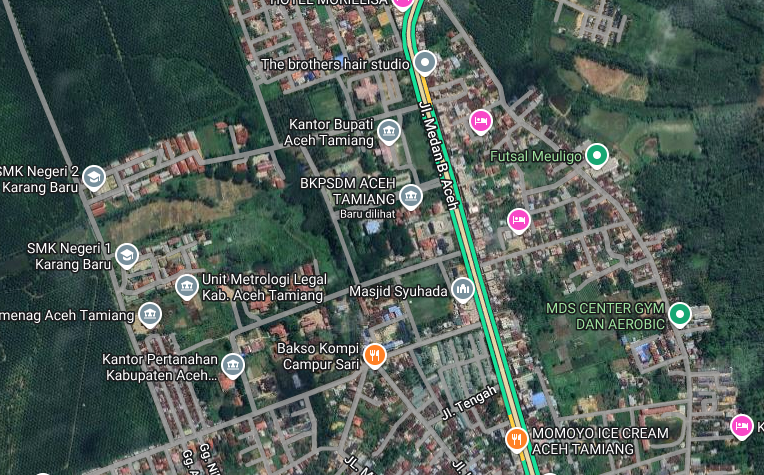 HOTEL MORIELISA
The brothers hair studio
Jl. Medan B. Aceh
Kantor Bupati
Aceh Tamiang
Futsal Meuligo
SMK Negeri 2
Karang Baru
BKPSDM ACEH
TAMIANG
Baru dilihat
SMK Negeri 1
Karang Baru
Unit Metrologi Legal
Kab. Aceh Tamiang
Masjid Syuhada
menag Aceh Tamiang
MDS CENTER GYM
DAN AEROBIC
Bakso Kompi
Campur Sari
Kantor Pertanahan
Kabupaten Aceh...
Jl. Tengah
MOMOYO ICE CREAM
ACEH TAMIANG
K